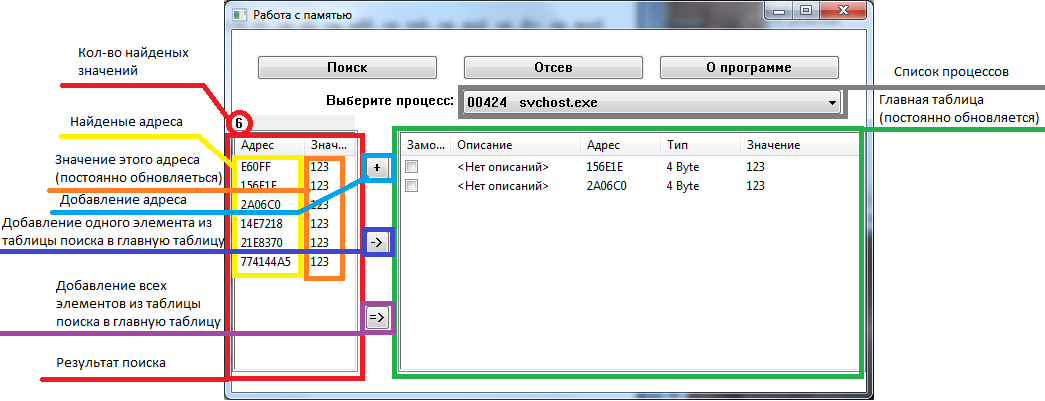 Работа с памятью
Кол-во найденых
значений
Поиск
Отсев
О программе
Выберите процесс:
00424 svchost.exe
Список процессов
Главная таблица
(постоянно обновляется)
6
Найденые адреса
Значение этого адреса
(постоянно обновляеться)
Добавление адреса
Добавление одного элемента из
таблицы поиска в главную таблицу
Добавление всех
элементов из таблицы
поиска в главную таблицу
Результат поиска
Адрес Знач...
E60FF 123
156E1E 123
2A06C0 123
14E7218 123
21E8370 123
774144A5 123
+
->
=>
Замо... Описание Адрес Тип Значение
<Нет описаний> 156E1E 4 Byte 123
<Нет описаний> 2A06C0 4 Byte 123